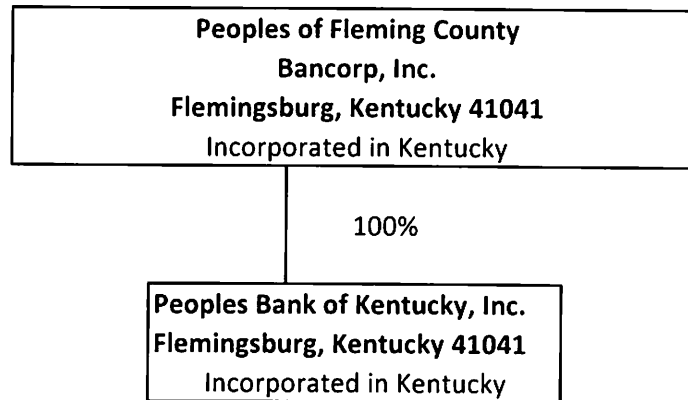 Peoples of Fleming County
Bancorp, Inc.
Flemingsburg, Kentucky 41041
Incorporated in Kentucky
100%
Peoples Bank of Kentucky, Inc.
Flemingsburg, Kentucky 41041
Incorporated in Kentucky